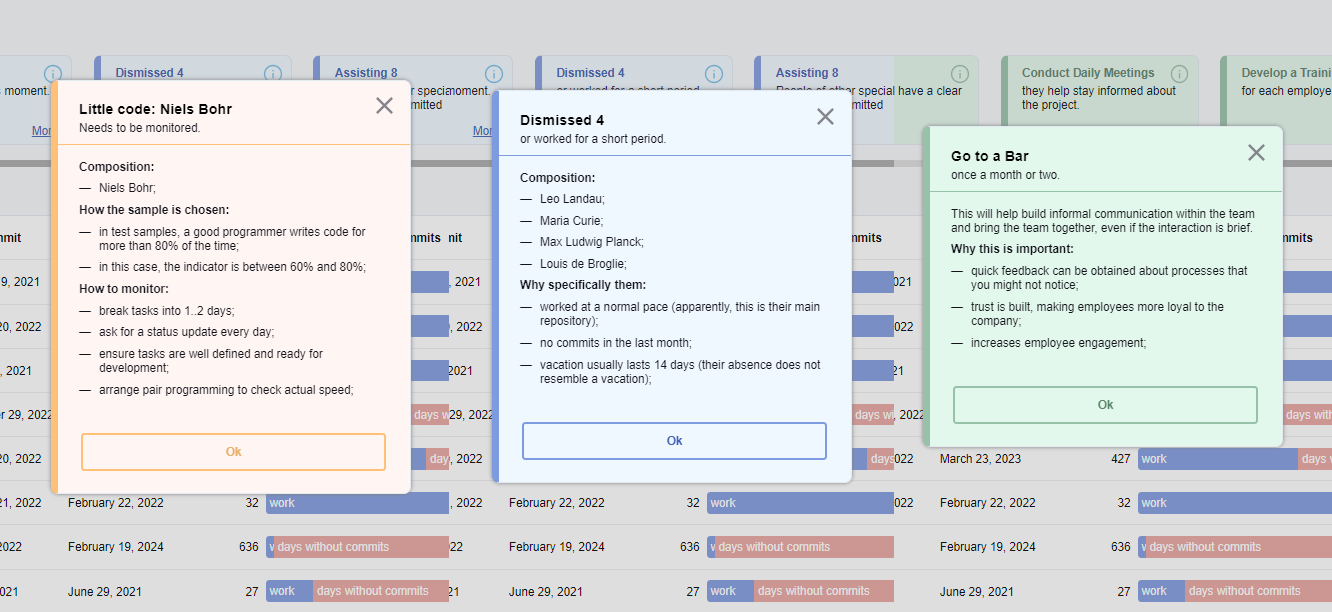 moment.
Mor
Dismissed 4
Assisting 8
r specimoment.
mitted
Mor
Dismissed 4
or worked for a short period
Assisting 8
People of other special have a clear
mitted
Conduct Daily Meetings
they help stay informed about
the project.
Develop a Traini
for each employe
Little code: Niels Bohr
Needs to be monitored.
Composition:
— Niels Bohr;
How the sample is chosen:
— in test samples, a good programmer writes code for
more than 80% of the time;
— in this case, the indicator is between 60% and 80%;
How to monitor:
— break tasks into 1..2 days;
— ask for a status update every day;
— ensure tasks are well defined and ready for
development;
— arrange pair programming to check actual speed;
Ok
Dismissed 4
or worked for a short period.
Composition:
— Leo Landau;
— Maria Curie;
— Max Ludwig Planck;
— Louis de Broglie;
Why specifically them:
— worked at a normal pace (apparently, this is their main
repository);
— no commits in the last month;
— vacation usually lasts 14 days (their absence does not
resemble a vacation);
Ok
Go to a Bar
once a month or two.
This will help build informal communication within the team
and bring the team together, even if the interaction is brief.
Why this is important:
— quick feedback can be obtained about processes that
you might not notice;
— trust is built, making employees more loyal to the
company;
— increases employee engagement;
Ok
mmit mmits nit mmits mmits
9, 2021 , 2021 021
20, 2022 , 2022 022
, 2021 2021 21
r 29, 2022 days w 29, 2022 days wi , 2022 days with
20, 2022 day , 2022 days 022 March 23, 2023 427 work days w
21, 2022 February 22, 2022 32 work , 2022 February 22, 2022 32 work 022 February 22, 2022 32 work
2022 February 19, 2024 636 days without commits 22 February 19, 2024 636 days without commits February 19, 2024 636 days without commits
021 June 29, 2021 27 work days without commits 21 June 29, 2021 27 work days without commits June 29, 2021 27 work days without commits